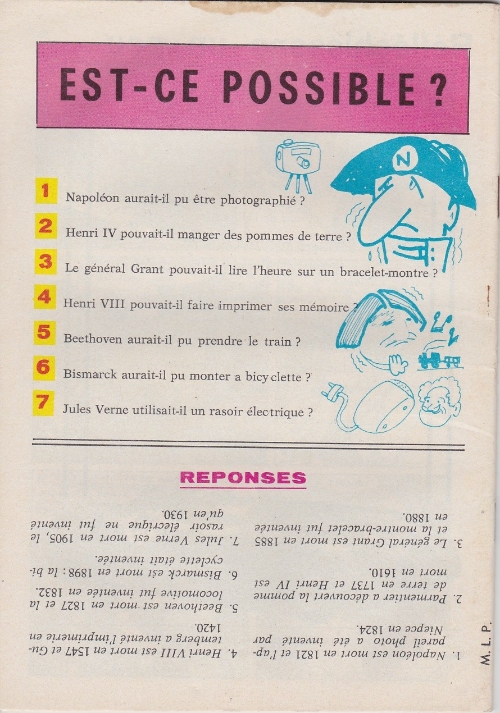 EST-CE POSSIBLE ?
N
1 Napoléon aurait-il pu être photographié ?
2 Henri IV pouvait-il manger des pommes de terre ?
3 Le général Grant pouvait-il lire l'heure sur un bracelet-montre ?
4 Henri VIII pouvait-il faire imprimer ses mémoire ?
5 Beethoven aurait-il pu prendre le train ?
6 Bismarck aurait-il pu monter a bicyclette ?
7 Jules Verne utilisait-il un rasoir électrique ?
REPONSES
1. Napoléon est mort en 1821 et l'ap-
pareil photo a été inventé par
Niepce en 1824.
2. Parmentier a découvert la pomme
de terre en 1737 et Henri IV est
mort en 1610.
3. Le général Grant est mort en 1885
et la montre-bracelet fut inventée
en 1880.
4. Henri VIII est mort en 1547 et Gu-
temberg a inventé l'imprimerie en
1420.
5. Beethoven est mort en 1827 et la
locomotive fut inventée en 1832.
6. Bismarck est mort en 1898 : la bi-
cyclette était inventée.
7. Jules Verne est mort en 1905, le
rasoir électrique ne fut inventé
qu'en 1930.
M.L.P.